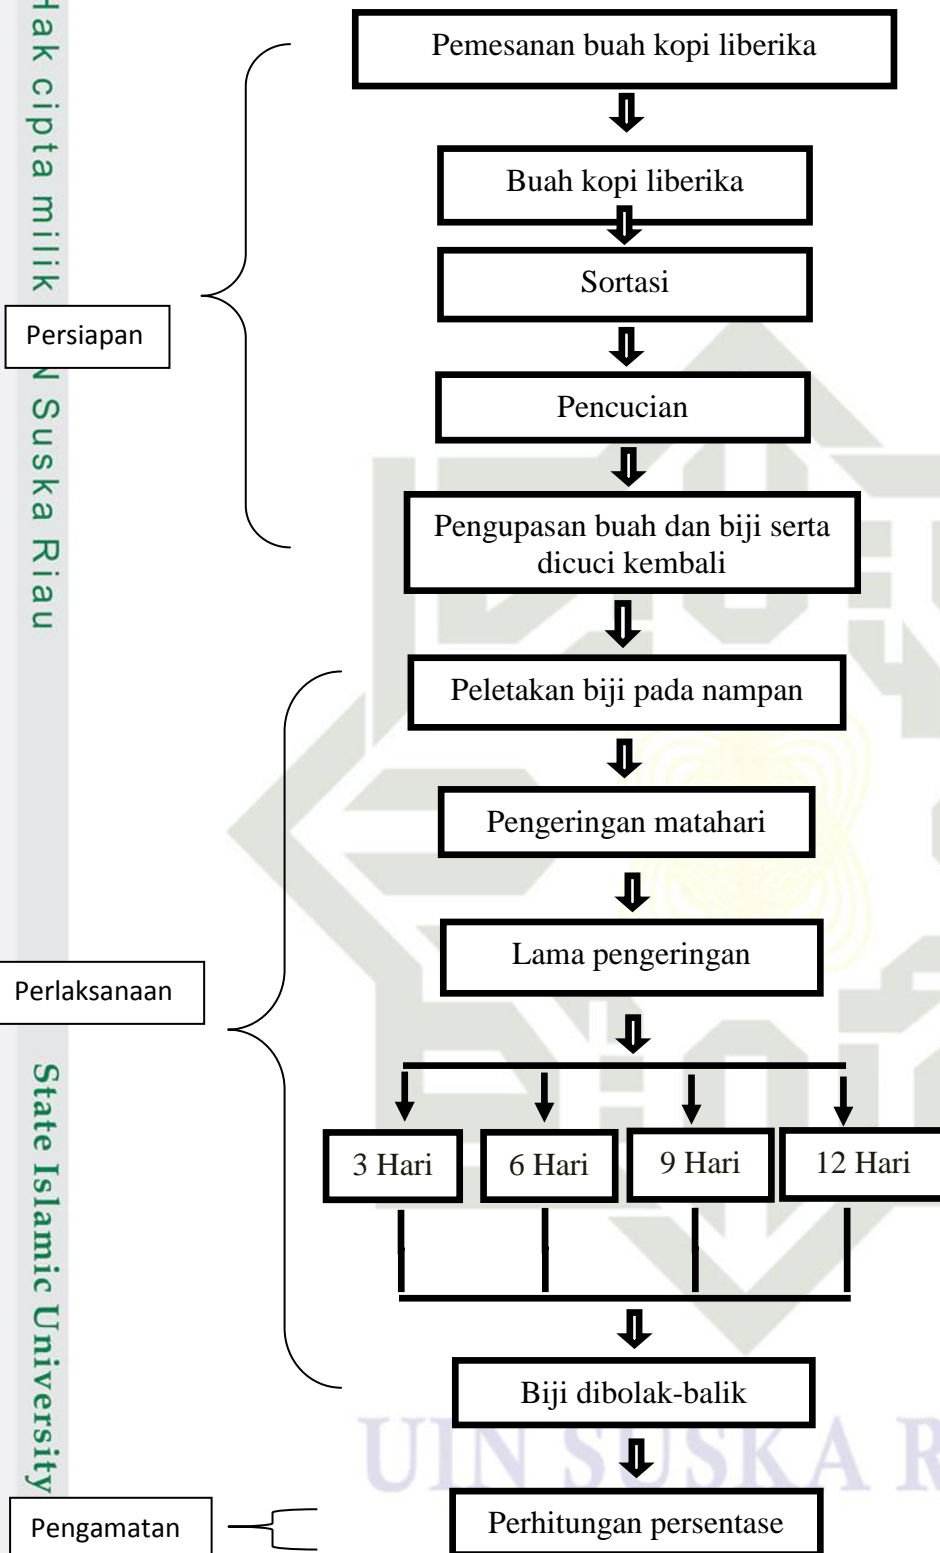 Hak cipta milik UIN Suska Riau
Pemesanan buah kopi liberika
Buah kopi liberika
Sortasi
Persiapan
Pencucian
Pengupasan buah dan biji serta
dicuci kembali
Peletakan biji pada nampan
Pengeringan matahari
Lama pengeringan
Perlaksanaan
3 Hari
6 Hari
9 Hari
12 Hari
State Islamic University
Biji dibolak-balik
UIN SUSKA R
Pengamatan
Perhitungan persentase